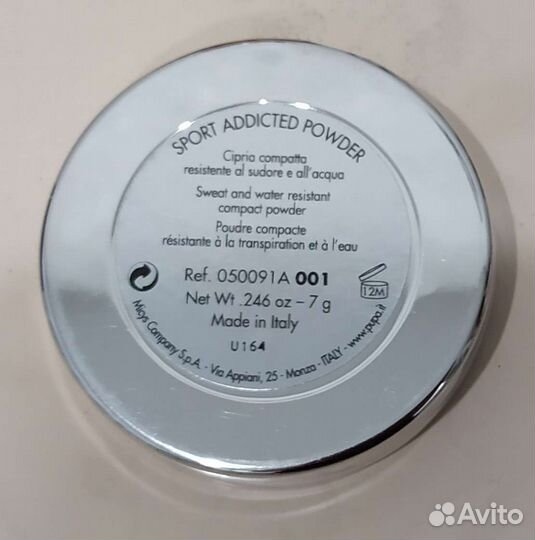 SPORT ADDICTED POWDER
Cipria compatta
resistente al sudore e all'acqua
Sweat and water resistant
compact powder
Poudre compacte
résistante à la transpiration et à l'eau
Ref. 050091A 001
12M
Net Wt .246 oz – 7 g
Made in Italy
U164
Micys Company S.p.A. - Via Appiani, 25 - Monza - ITALY - www.pupa.it
Avito